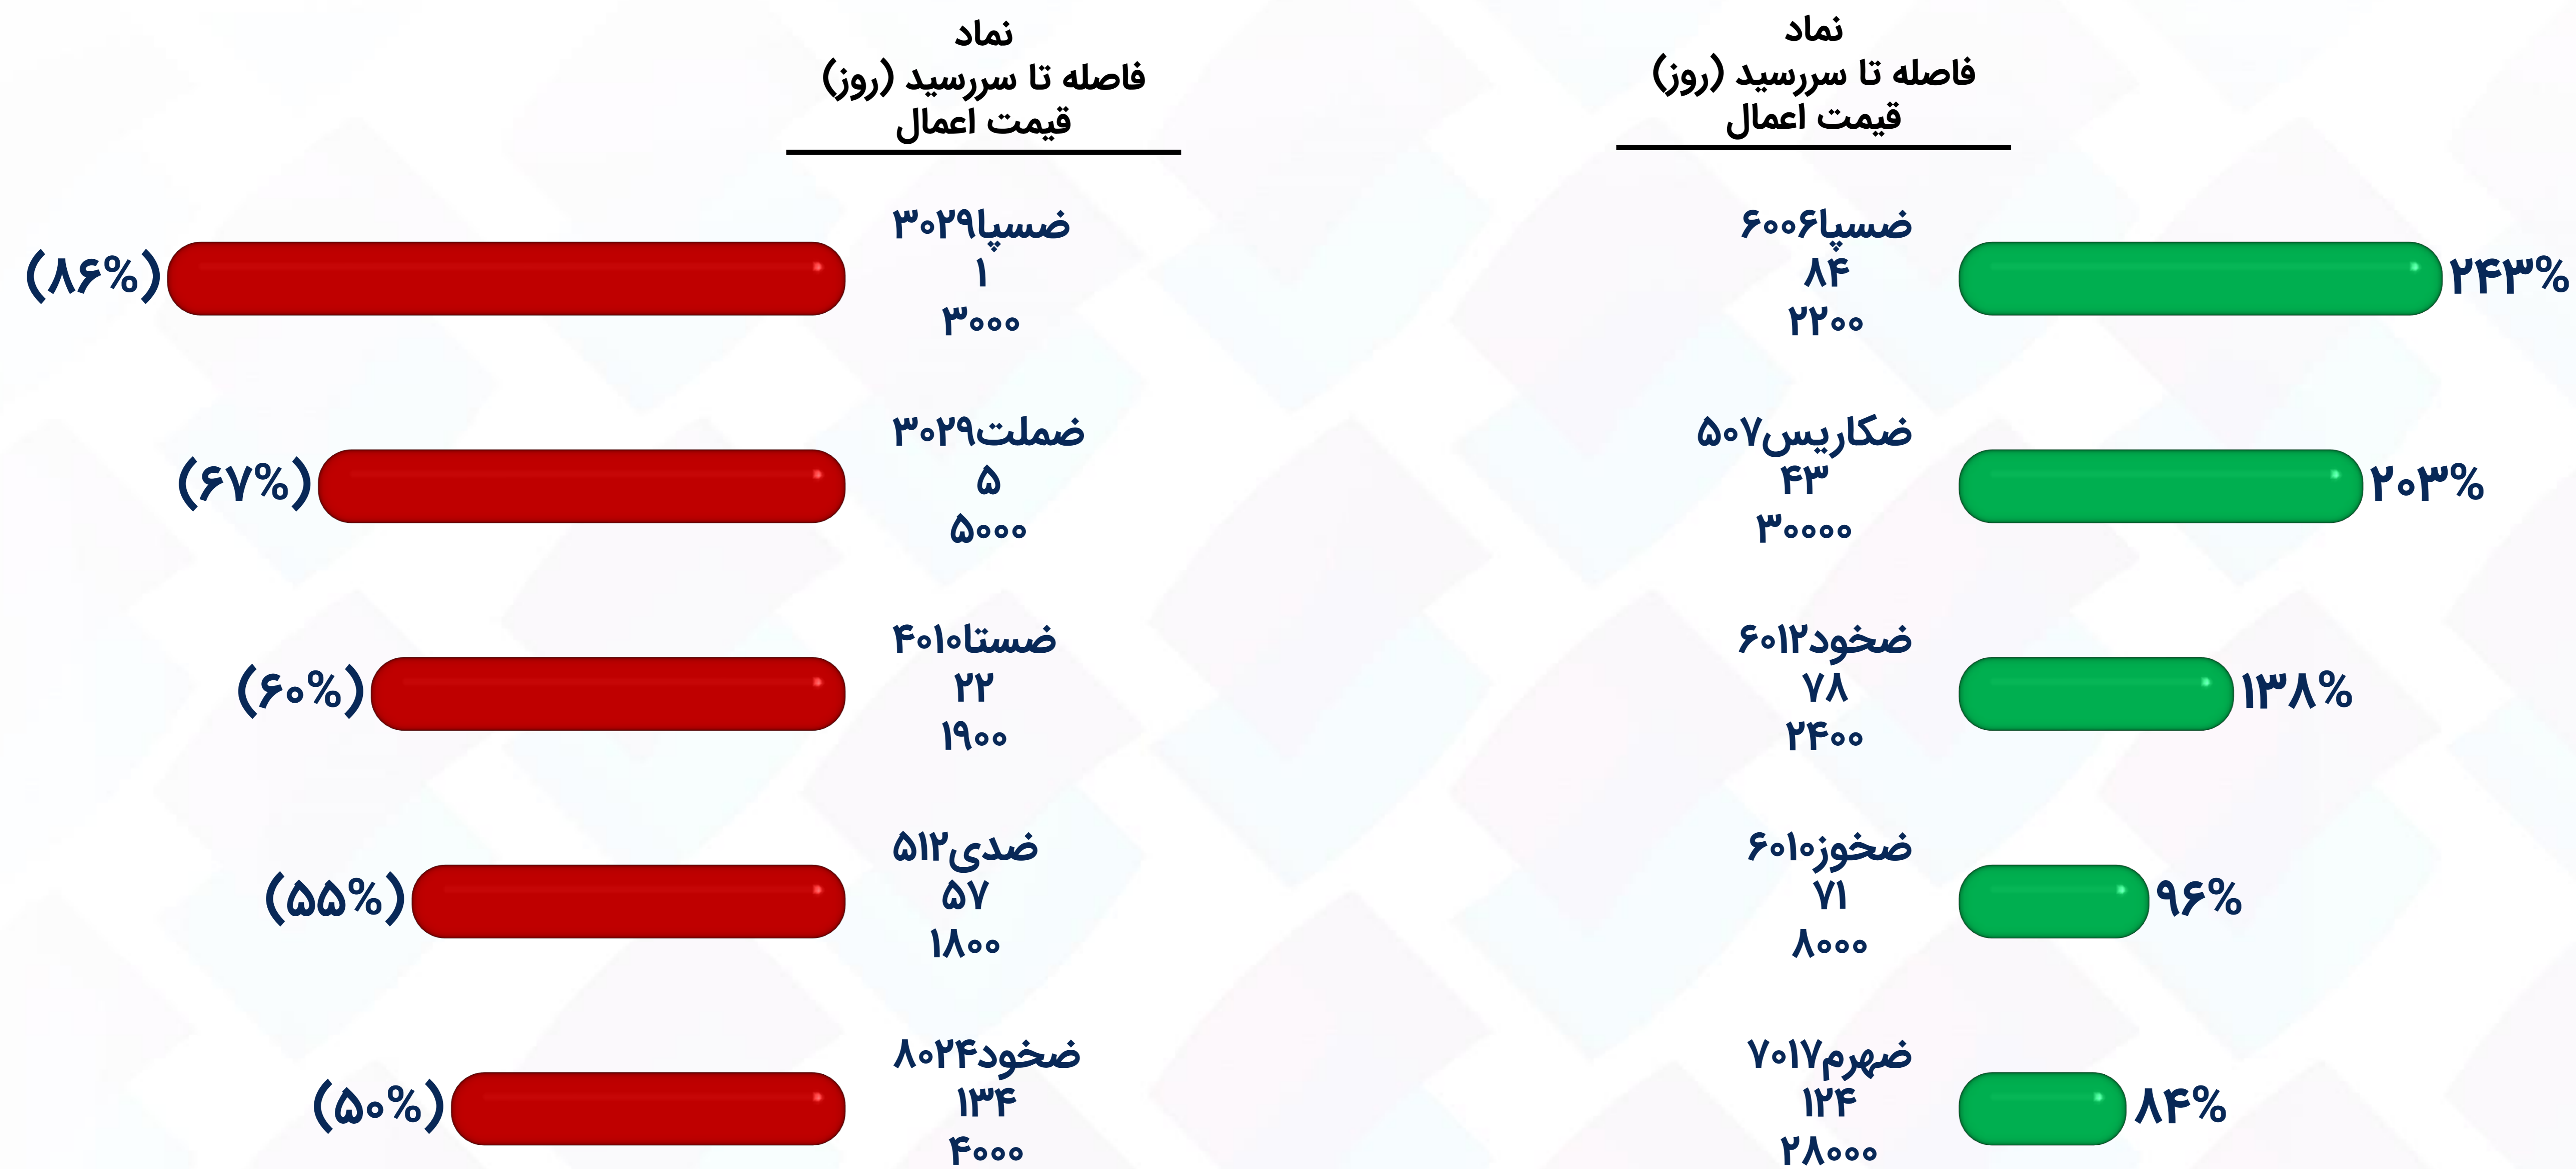 نماد
فاصله تا سررسید (روز)
قیمت اعمال
ضسپا۶۰۰۶
۸۴
۲۲۰۰
۲۴۳%
ضکاریس۵۰۷
۴۳
۳۰۰۰۰
۲۰۳%
ضخود۶۰۱۲
۷۸
۲۴۰۰
۱۳۸%
ضخوز۶۰۱۰
۷۱
۸۰۰۰
۹۶%
ضهرم۷۰۱۷
۱۲۴
۲۸۰۰۰
۸۴%
نماد
فاصله تا سررسید (روز)
قیمت اعمال
ضسپا۳۰۲۹
۱
۳۰۰۰
(۸۶%)
ضملت۳۰۲۹
۵
۵۰۰۰
(۶۷%)
ضستا۴۰۱۰
۲۲
۱۹۰۰
(۶۰%)
ضدی۵۱۲
۵۷
۱۸۰۰
(۵۵%)
ضخود۸۰۲۴
۱۳۴
۴۰۰۰
(۵۰%)